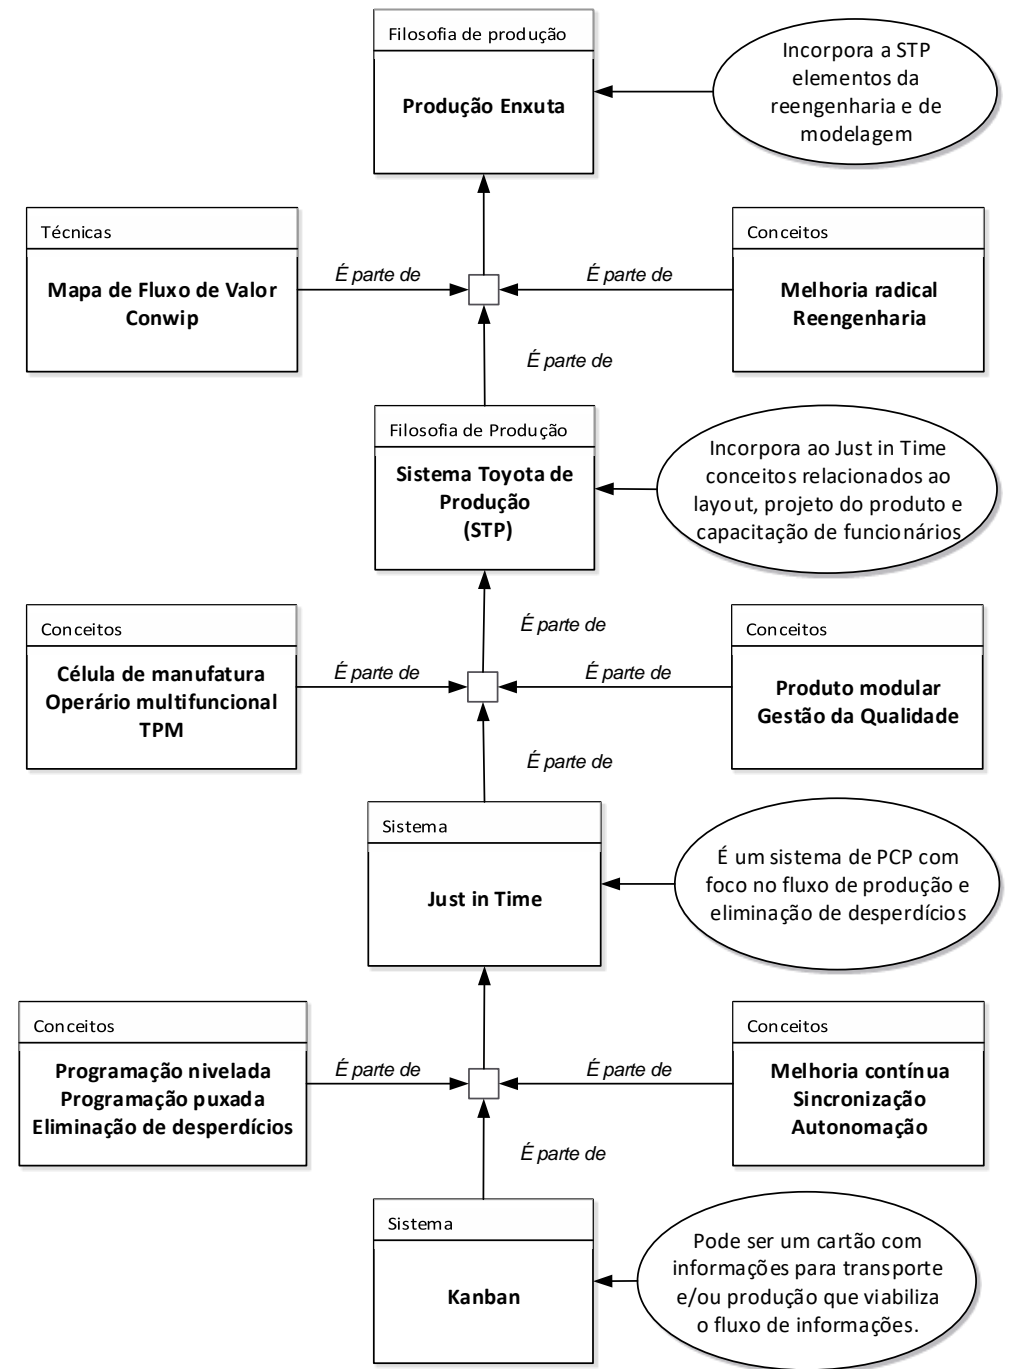 Filosofia de produção
Produção Enxuta
Incorpora a STP
elementos da
reengenharia e de
modelagem
Técnicas
Mapa de Fluxo de Valor
Conwip
É parte de
É parte de
Conceitos
Melhoria radical
Reengenharia
É parte de
Filosofia de Produção
Sistema Toyota de
Produção
(STP)
Incorpora ao Just in Time
conceitos relacionados ao
layout, projeto do produto e
capacitação de funcionários
É parte de
Conceitos
Célula de manufatura
Operário multifuncional
TPM
É parte de
É parte de
Conceitos
Produto modular
Gestão da Qualidade
É parte de
Sistema
Just in Time
É um sistema de PCP com
foco no fluxo de produção e
eliminação de desperdícios
Conceitos
Programação nivelada
Programação puxada
Eliminação de desperdícios
É parte de
É parte de
Conceitos
Melhoria contínua
Sincronização
Autonomação
É parte de
Sistema
Kanban
Pode ser um cartão com
informações para transporte
e/ou produção que viabiliza
o fluxo de informações.